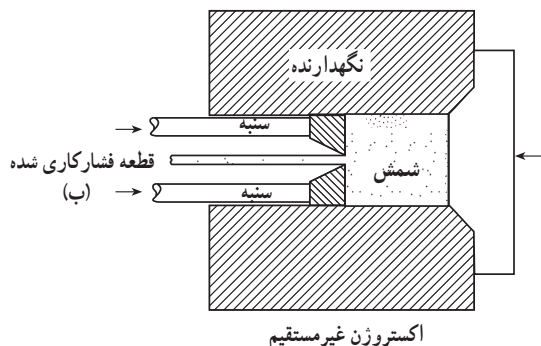 نگهدارنده
سنبه
قطعه فشارکاری شده
(ب)
شمش
سنبه
اکستروژن غیرمستقیم